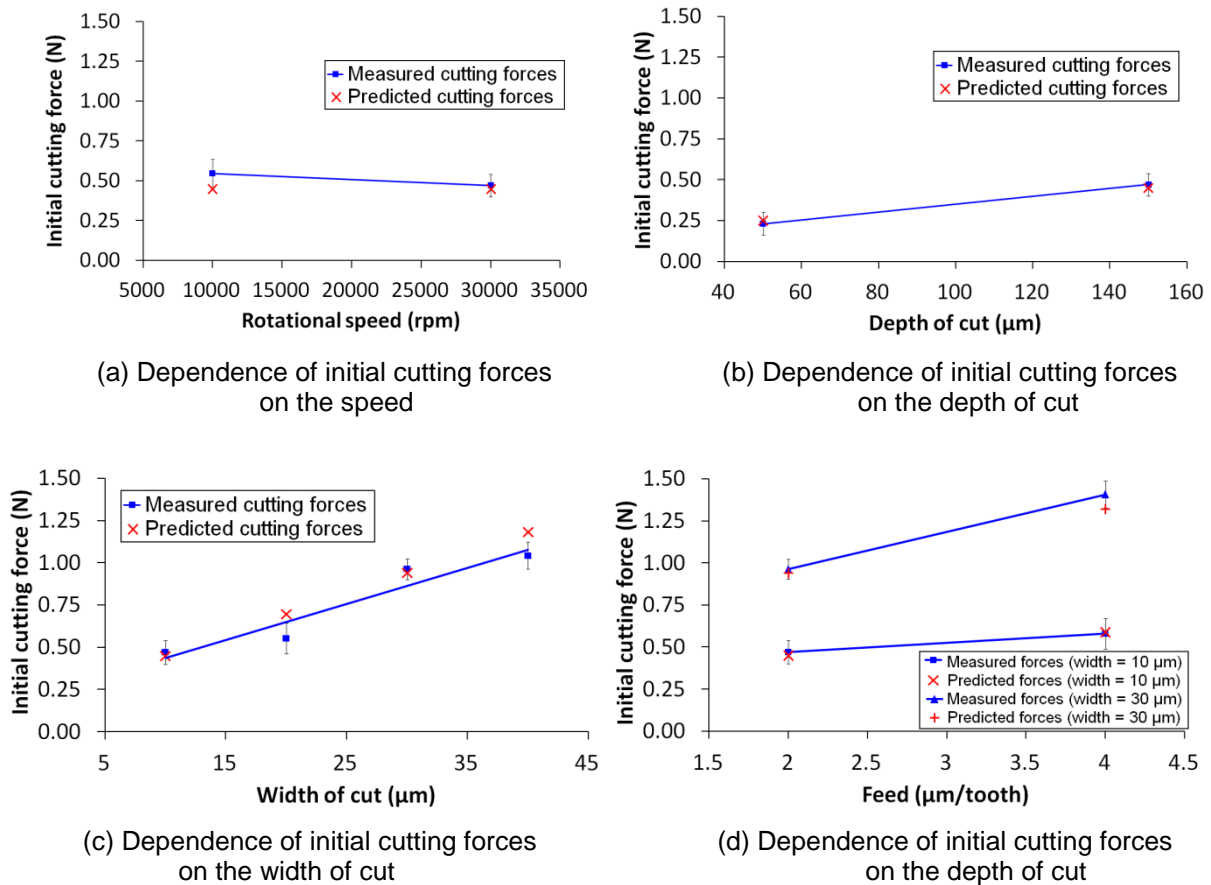 Initial cutting force (N)
1.50
1.25
1.00
0.75
0.50
0.25
0.00
Measured cutting forces
Predicted cutting forces
5000 10000 15000 20000 25000 30000 35000
Rotational speed (rpm)
(a) Dependence of initial cutting forces
on the speed
Initial cutting force (N)
1.50
1.25
1.00
0.75
0.50
0.25
0.00
Measured cutting forces
Predicted cutting forces
40 60 80 100 120 140 160
Depth of cut (µm)
(b) Dependence of initial cutting forces
on the depth of cut
Initial cutting force (N)
1.50
1.25
1.00
0.75
0.50
0.25
0.00
Measured cutting forces
Predicted cutting forces
5 15 25 35 45
Width of cut (µm)
(c) Dependence of initial cutting forces
on the width of cut
Initial cutting force (N)
1.50
1.25
1.00
0.75
0.50
0.25
0.00
Measured forces (width = 10 µm)
Predicted forces (width = 10 µm)
Measured forces (width = 30 µm)
Predicted forces (width = 30 µm)
1.5 2 2.5 3 3.5 4 4.5
Feed (µm/tooth)
(d) Dependence of initial cutting forces
on the depth of cut